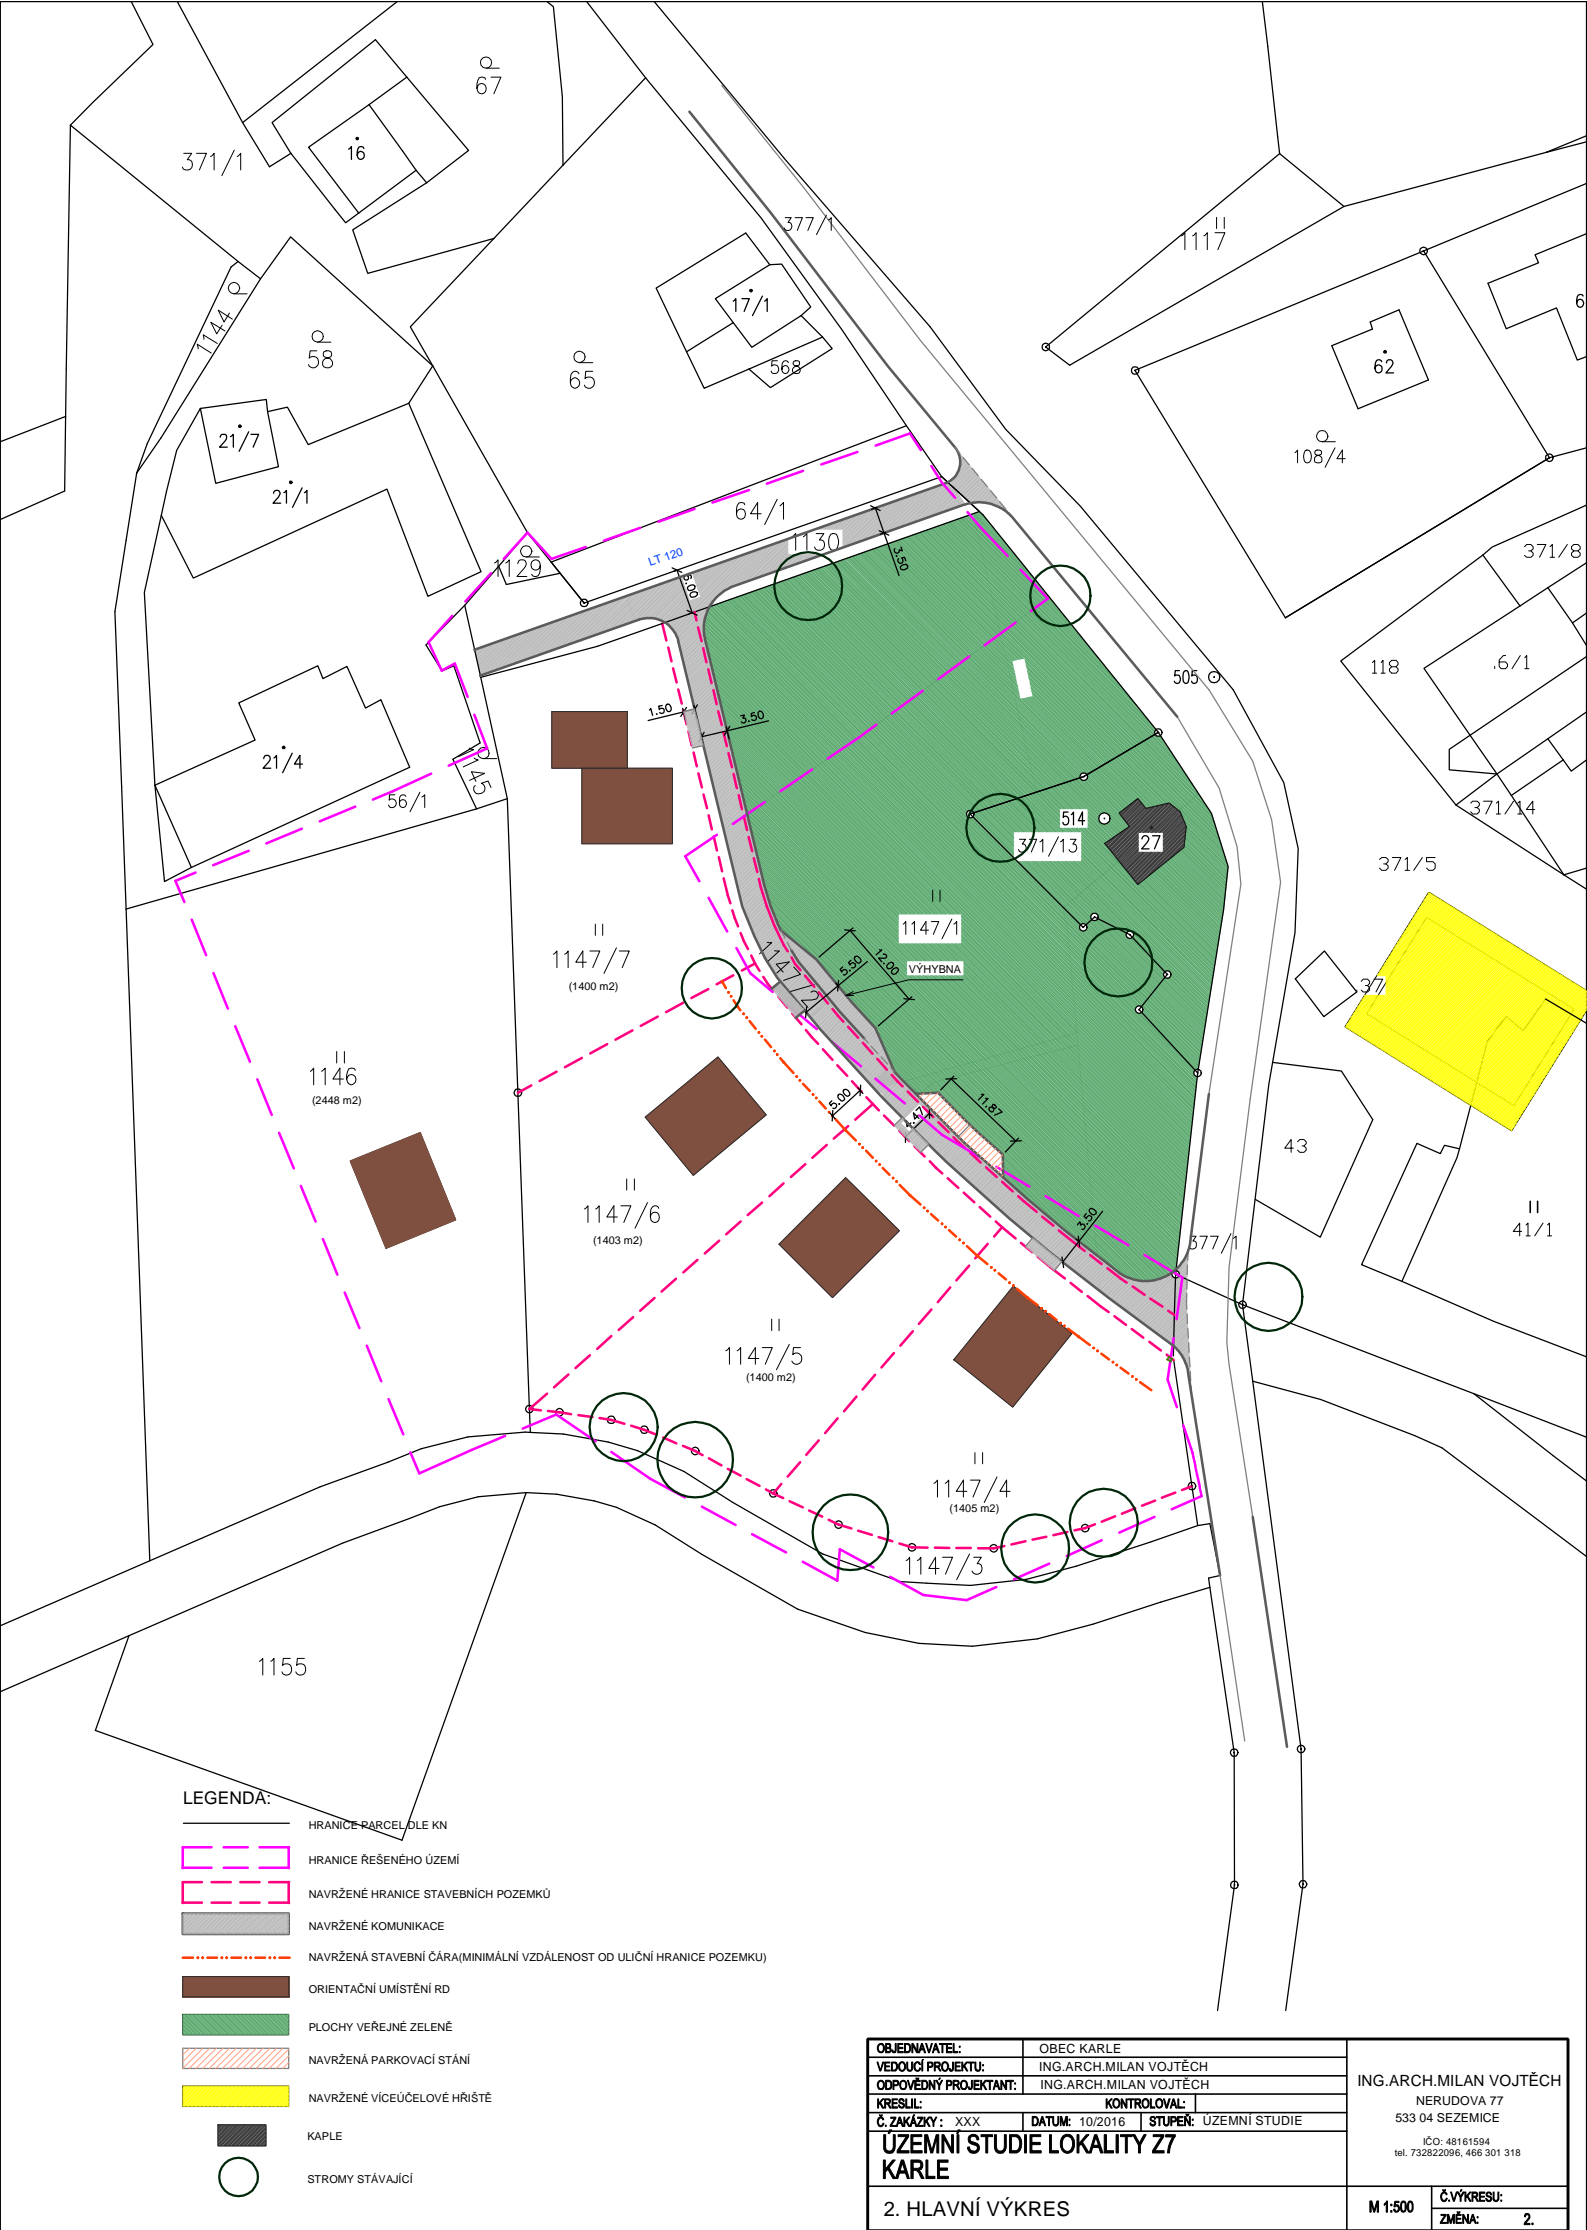 67
371/1
16
377/1
1117
17/1
1144
58
65
568
62
6
108/4
21/7
21/1
64/1
1130
3.50
LT 120
1129
6.00
371/8
118
.6/1
505
1.50
3.50
21/4
1145
56/1
371/14
514
371/13
27
371/5
1147/1
1147/7
(1400 m2)
1147/2
5.50
12.00
VÝHYBNA
37
1146
(2448 m2)
5.00
11.87
43
1147/6
(1403 m2)
3.50
377/1
41/1
1147/5
(1400 m2)
1147/4
(1405 m2)
1147/3
1155
LEGENDA:
HRANICE PARCEL DLE KN
HRANICE ŘEŠENÉHO ÚZEMÍ
NAVRŽENÉ HRANICE STAVEBNÍCH POZEMKŮ
NAVRŽENÉ KOMUNIKACE
NAVRŽENÁ STAVEBNÍ ČÁRA(MINIMÁLNÍ VZDÁLENOST OD ULIČNÍ HRANICE POZEMKU)
ORIENTAČNÍ UMÍSTĚNÍ RD
PLOCHY VEŘEJNÉ ZELENĚ
NAVRŽENÁ PARKOVACÍ STÁNÍ
NAVRŽENÉ VÍCEÚČELOVÉ HŘIŠTĚ
KAPLE
STROMY STÁVAJÍCÍ
OBJEDNAVATEL: OBEC KARLE
VEDOUCÍ PROJEKTU: ING.ARCH.MILAN VOJTĚCH
ODPOVĚDNÝ PROJEKTANT: ING.ARCH.MILAN VOJTĚCH
KRESLIL: KONTROLOVAL:
Č. ZAKÁZKY: XXX DATUM: 10/2016 STUPEŇ: ÚZEMNÍ STUDIE
ÚZEMNÍ STUDIE LOKALITY Z7
KARLE
2. HLAVNÍ VÝKRES
ING.ARCH.MILAN VOJTĚCH
NERUDOVA 77
533 04 SEZEMICE
IČO: 48161594
tel. 732822096, 466 301 318
M 1:500
Č.VÝKRESU:
ZMĚNA: 2.